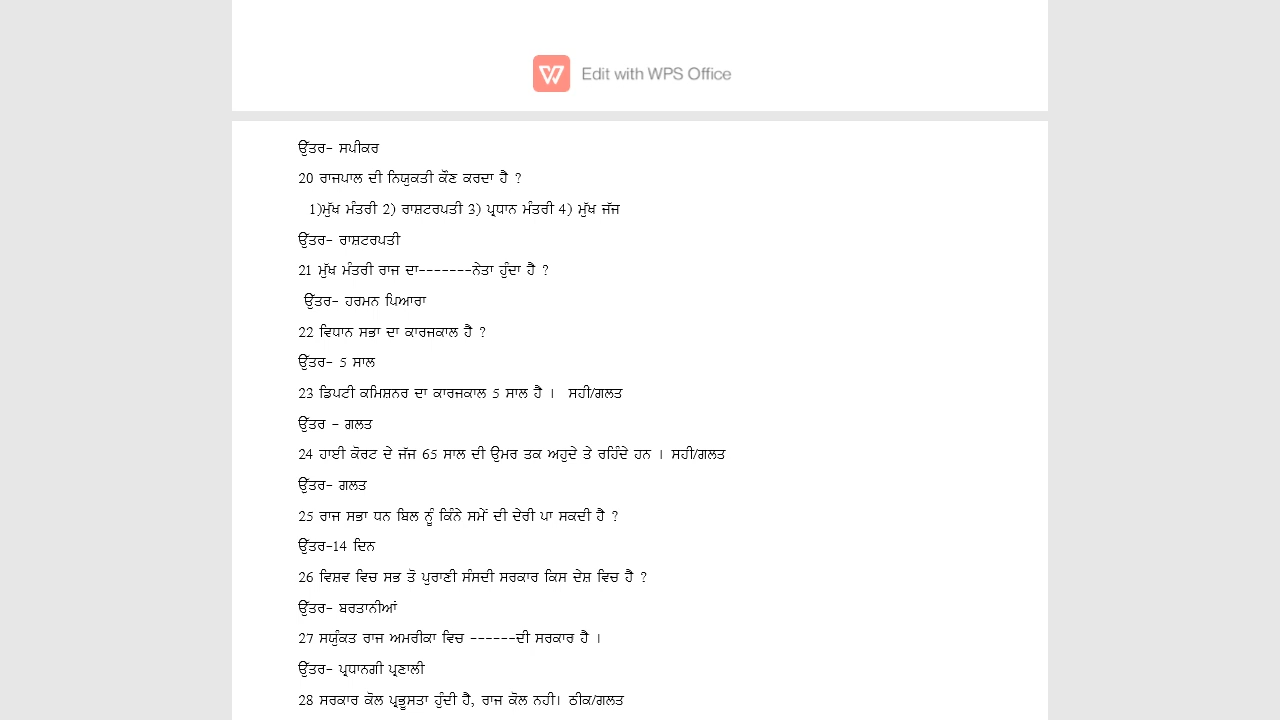 Edit with WPS Office
ਉੱਤਰ- ਸਪੀਕਰ
20 ਰਾਜਪਾਲ ਦੀ ਨਿਯੁਕਤੀ ਕੌਣ ਕਰਦਾ ਹੈ ?
1)ਮੁੱਖ ਮੰਤਰੀ 2) ਰਾਸ਼ਟਰਪਤੀ 3) ਪ੍ਰਧਾਨ ਮੰਤਰੀ 4) ਮੁੱਖ ਜੱਜ
ਉੱਤਰ- ਰਾਸ਼ਟਰਪਤੀ
21 ਮੁੱਖ ਮੰਤਰੀ ਰਾਜ ਦਾ-------ਨੇਤਾ ਹੁੰਦਾ ਹੈ ?
ਉੱਤਰ- ਹਰਮਨ ਪਿਆਰਾ
22 ਵਿਧਾਨ ਸਭਾ ਦਾ ਕਾਰਜਕਾਲ ਹੈ ?
ਉੱਤਰ- 5 ਸਾਲ
23 ਡਿਪਟੀ ਕਮਿਸ਼ਨਰ ਦਾ ਕਾਰਜਕਾਲ 5 ਸਾਲ ਹੈ । ਸਹੀ/ਗਲਤ
ਉੱਤਰ - ਗਲਤ
24 ਹਾਈ ਕੋਰਟ ਦੇ ਜੱਜ 65 ਸਾਲ ਦੀ ਉਮਰ ਤਕ ਅਹੁਦੇ ਤੇ ਰਹਿੰਦੇ ਹਨ । ਸਹੀ/ਗਲਤ
ਉੱਤਰ- ਗਲਤ
25 ਰਾਜ ਸਭਾ ਧਨ ਬਿਲ ਨੂੰ ਕਿੰਨੇ ਸਮੇਂ ਦੀ ਦੇਰੀ ਪਾ ਸਕਦੀ ਹੈ ?
ਉੱਤਰ-14 ਦਿਨ
26 ਵਿਸ਼ਵ ਵਿਚ ਸਭ ਤੋ ਪੁਰਾਣੀ ਸੰਸਦੀ ਸਰਕਾਰ ਕਿਸ ਦੇਸ਼ ਵਿਚ ਹੈ ?
ਉੱਤਰ- ਬਰਤਾਨੀਆਂ
27 ਸਯੁੰਕਤ ਰਾਜ ਅਮਰੀਕਾ ਵਿਚ ------ਦੀ ਸਰਕਾਰ ਹੈ ।
ਉੱਤਰ- ਪ੍ਰਧਾਨਗੀ ਪ੍ਰਣਾਲੀ
28 ਸਰਕਾਰ ਕੋਲ ਪ੍ਰਭੂਸਤਾ ਹੁੰਦੀ ਹੈ, ਰਾਜ ਕੋਲ ਨਹੀ। ਠੀਕ/ਗਲਤ